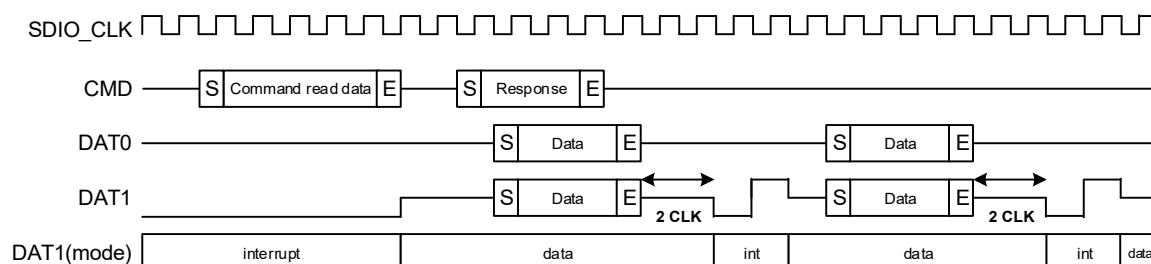 SDIO_CLK
CMD S Command read data E S Response E
DAT0 S Data E S Data E
DAT1 S Data E S Data E
2 CLK 2 CLK
DAT1(mode) interrupt data int data int data